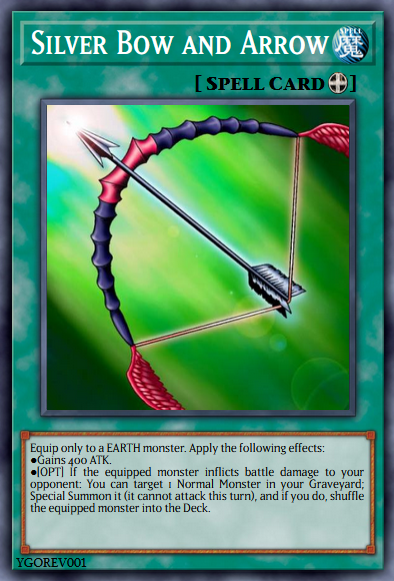 SILVER BOW AND ARROW
SPELL
魔
[ SPELL CARD ]
Equip only to a EARTH monster. Apply the following effects:
●Gains 400 ATK.
●[OPT] If the equipped monster inflicts battle damage to your
opponent: You can target 1 Normal Monster in your Graveyard;
Special Summon it (it cannot attack this turn), and if you do, shuffle
the equipped monster into the Deck.
YGOREV001